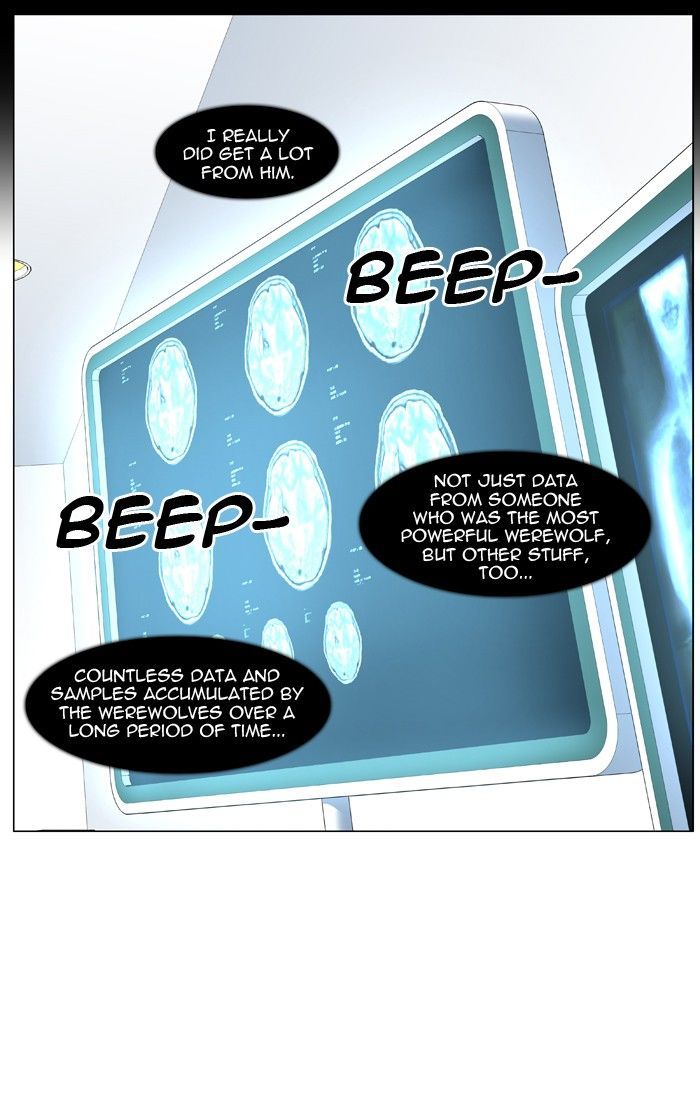 I REALLY
DID GET A LOT
FROM HIM.
BEEP-
NOT JUST DATA
FROM SOMEONE
WHO WAS THE MOST
POWERFUL WEREWOLF,
BUT OTHER STUFF,
TOO...
BEEP-
COUNTLESS DATA AND
SAMPLES ACCUMULATED BY
THE WEREWOLVES OVER A
LONG PERIOD OF TIME...